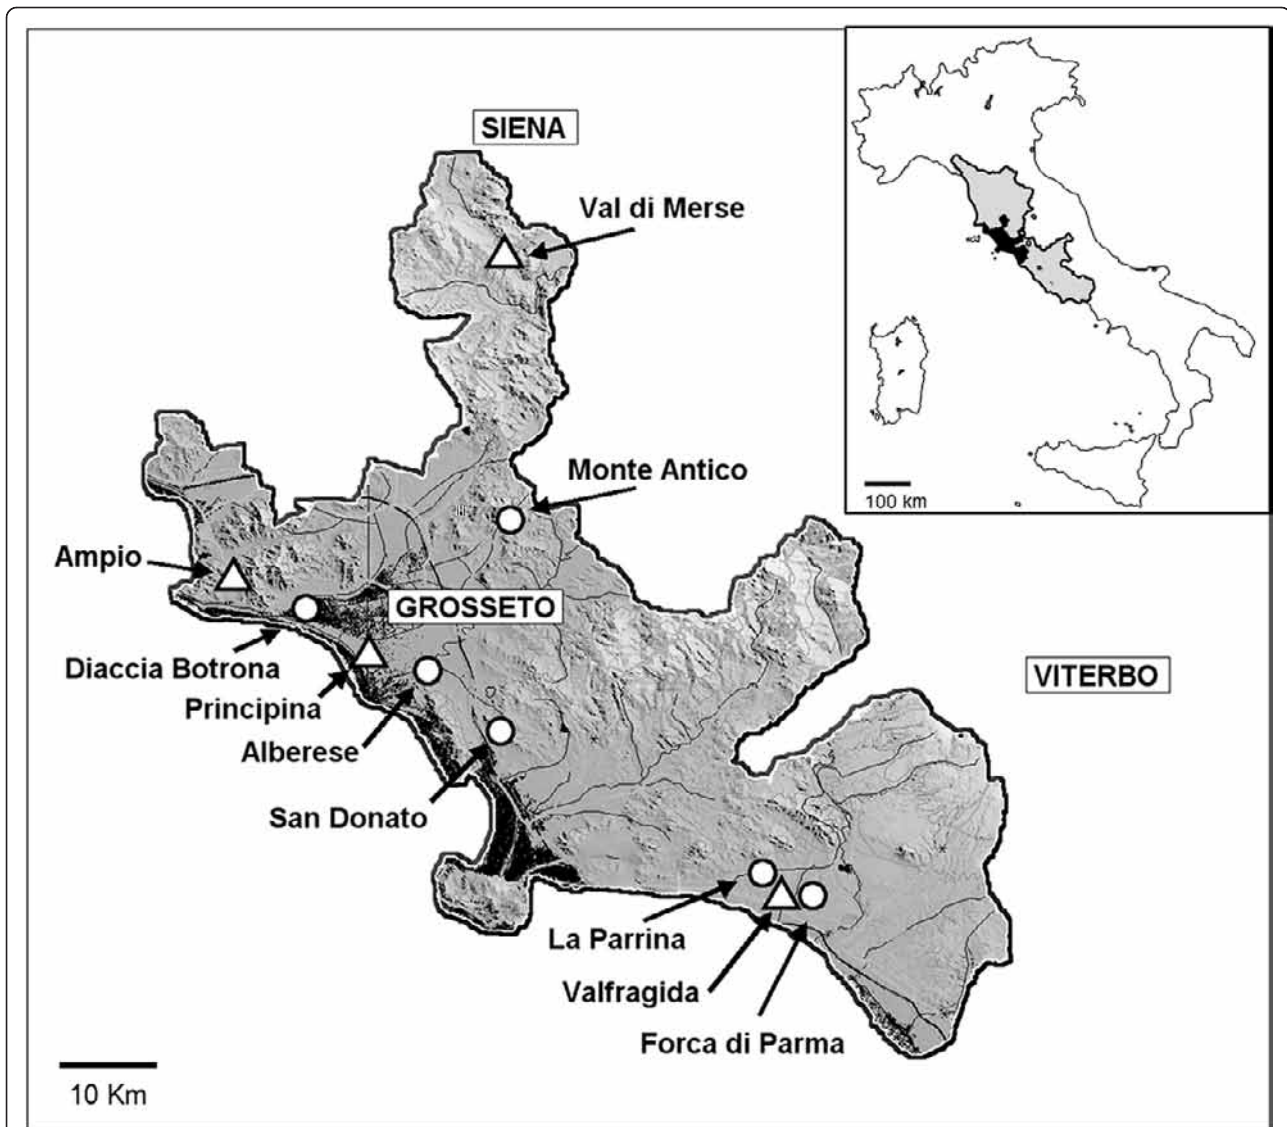 SIENA
Val di Merse
100 km
Monte Antico
Ampio
GROSSETO
Diaccia Botrona
VITERBO
Principina
Alberese
San Donato
La Parrina
Valfragida
Forca di Parma
10 Km